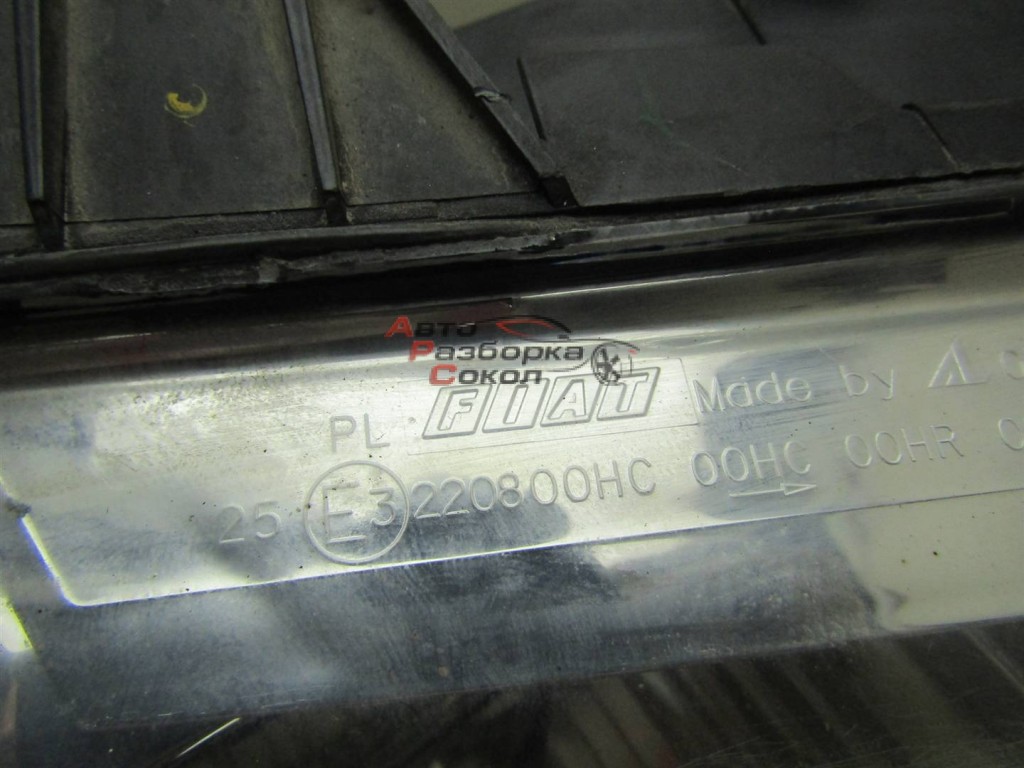 Авто
Разборка
Сокол
PL FIAT Made by
25 E3 220800HC 00HC 00HR